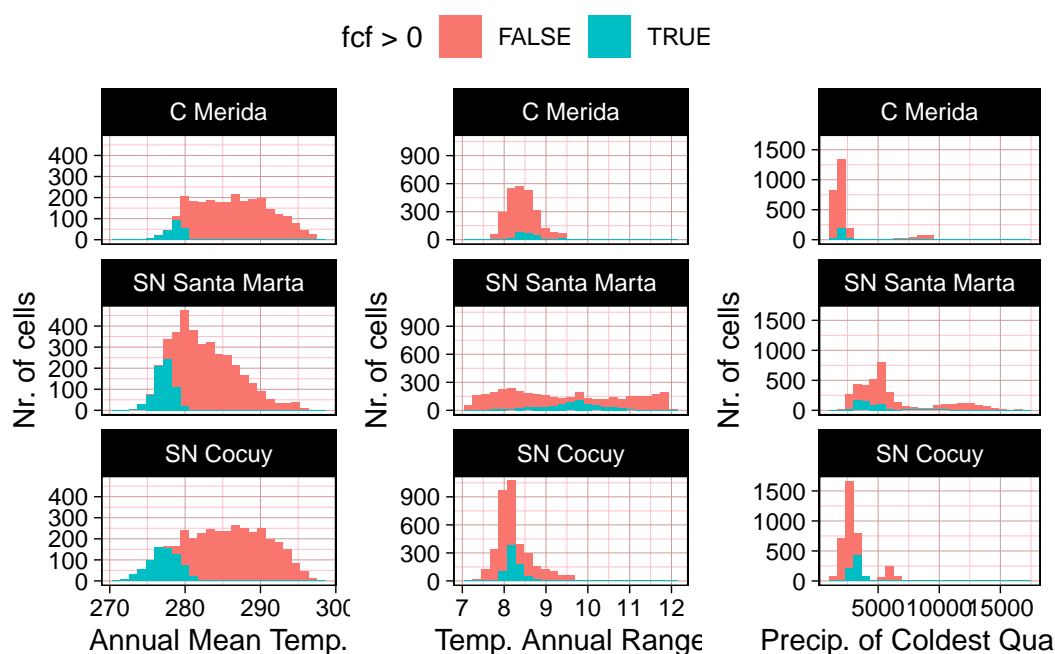 fcf > 0 FALSE TRUE
C Merida C Merida C Merida
400 900 1500
300 600 1000
200 300 500
100 0 0
0
SN Santa Marta SN Santa Marta SN Santa Marta
Nr. of cells Nr. of cells Nr. of cells
400 900 1500
300 600 1000
200 300 500
100 0 0
0
SN Cocuy SN Cocuy SN Cocuy
400 900 1500
300 600 1000
200 300 500
100 0 0
0
270 280 290 300 7 8 9 10 11 12 5000 10000 15000
Annual Mean Temp. Temp. Annual Range Precip. of Coldest Qua